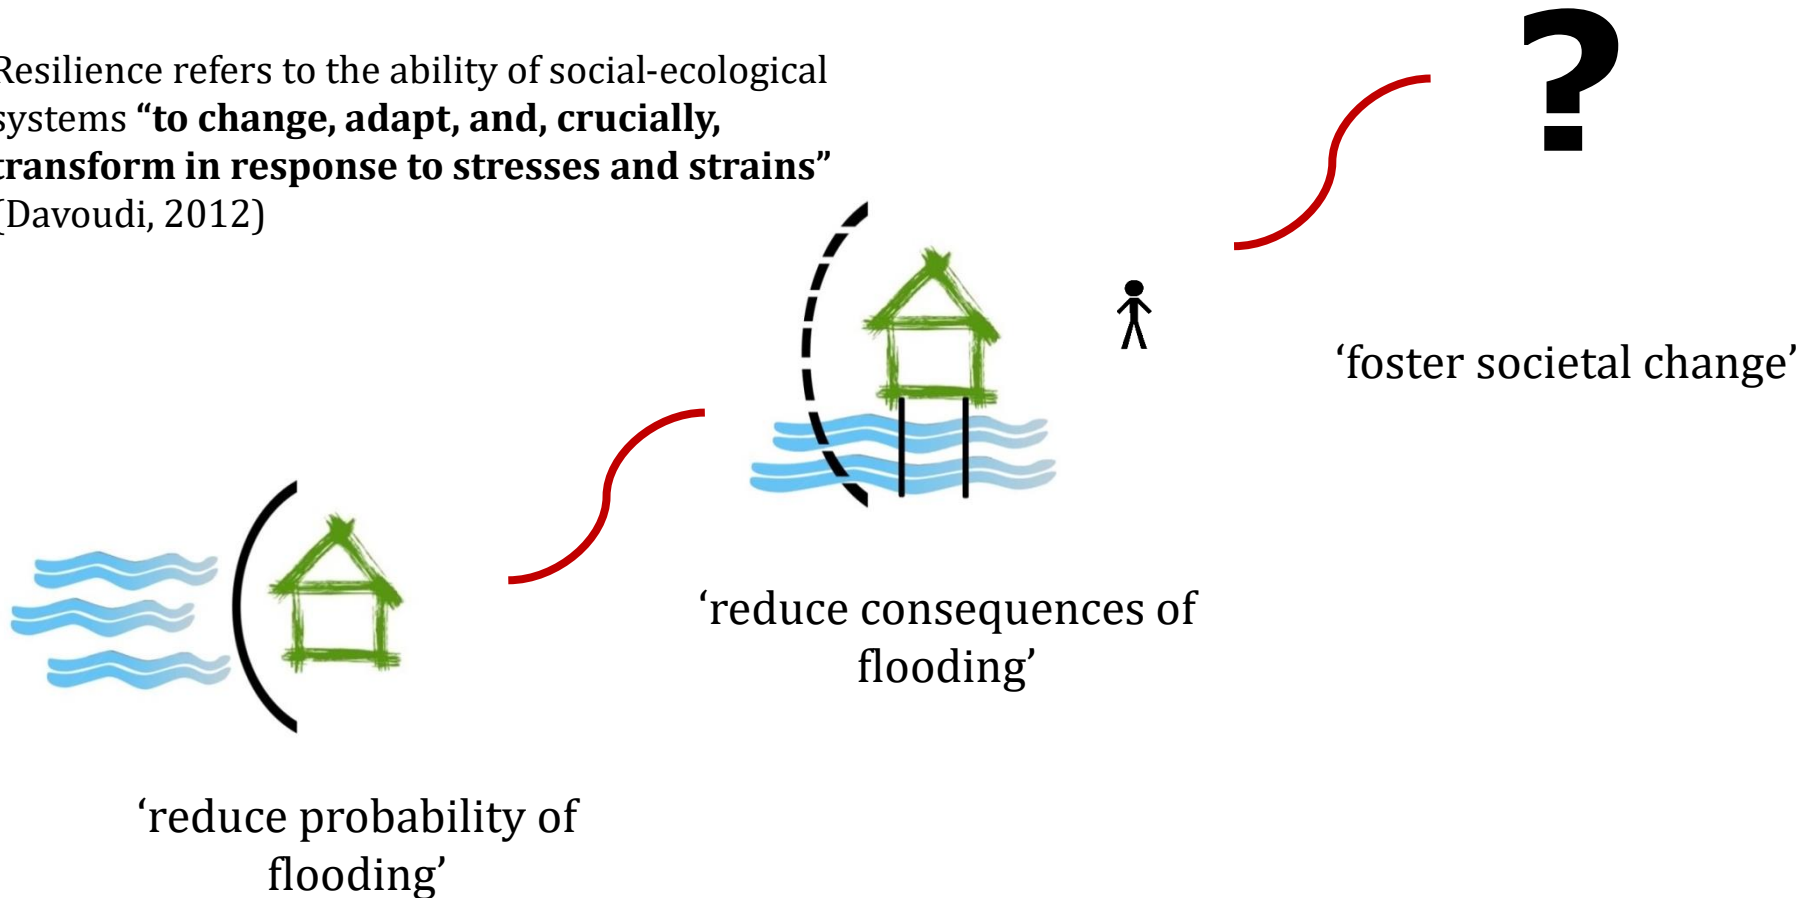 Resilience refers to the ability of social-ecological
systems “to change, adapt, and, crucially,
transform in response to stresses and strains”
(Davoudi, 2012)
?
‘foster societal change’
‘reduce consequences of
flooding’
‘reduce probability of
flooding’